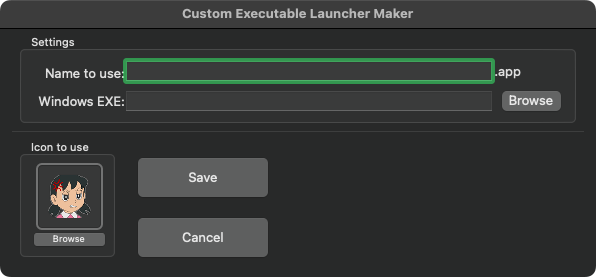 Custom Executable Launcher Maker
Settings
Name to use: .app
Windows EXE: Browse
Icon to use
Browse
Save
Cancel